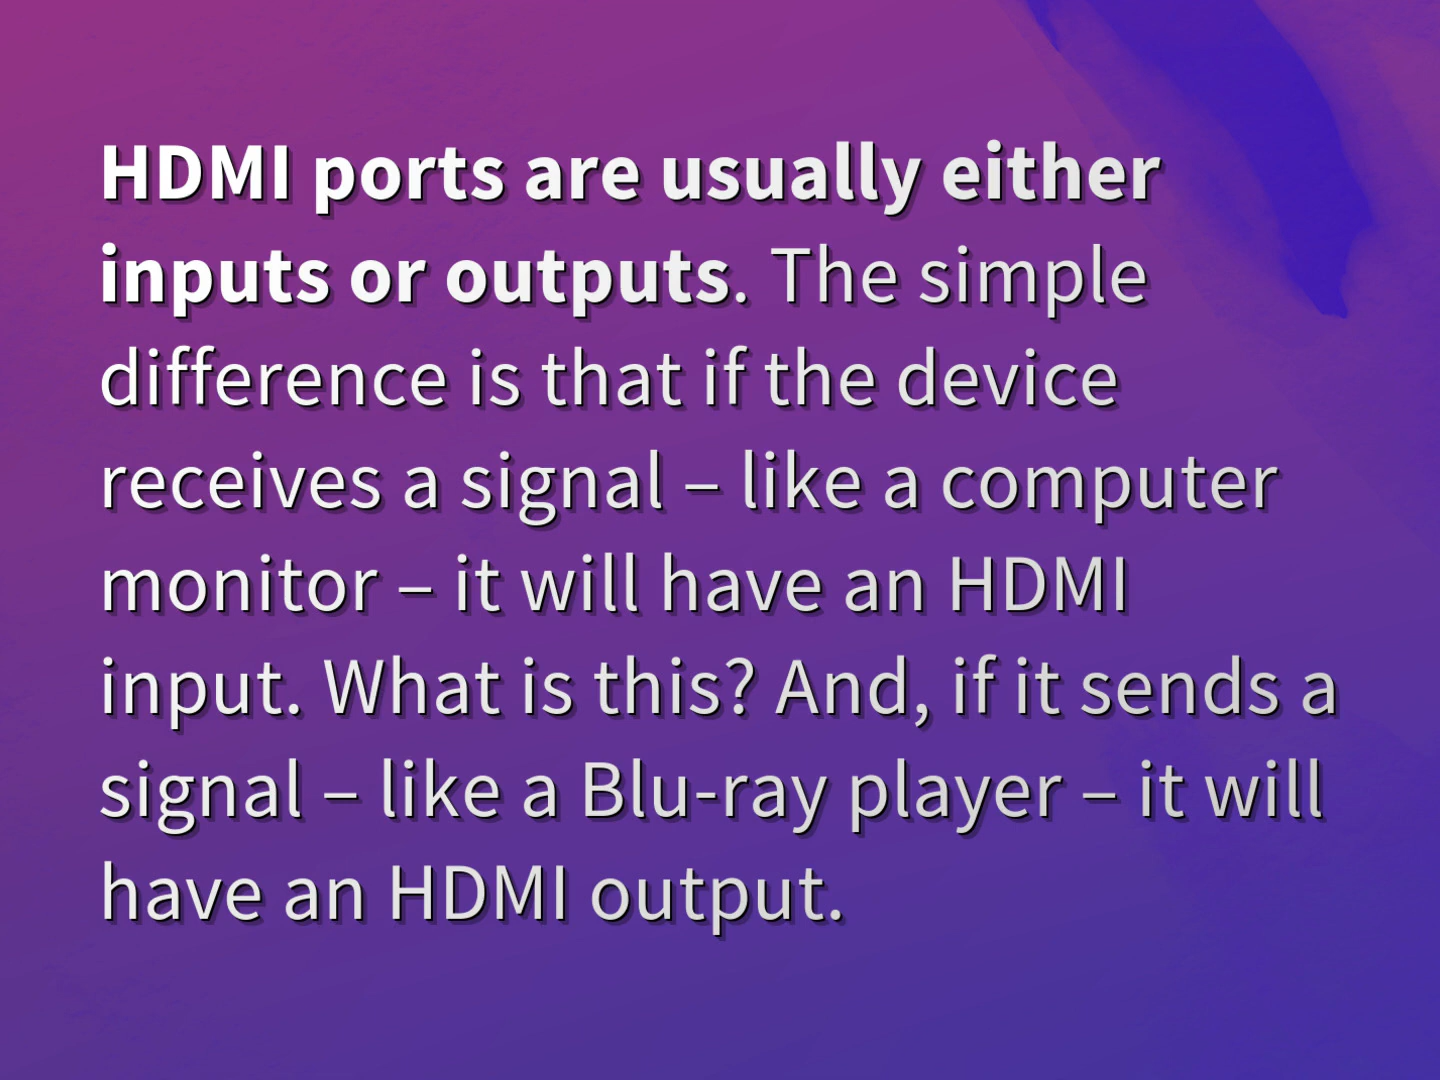 HDMI ports are usually either
inputs or outputs. The simple
difference is that if the device
receives a signal – like a computer
monitor – it will have an HDMI
input. What is this? And, if it sends a
signal – like a Blu-ray player – it will
have an HDMI output.